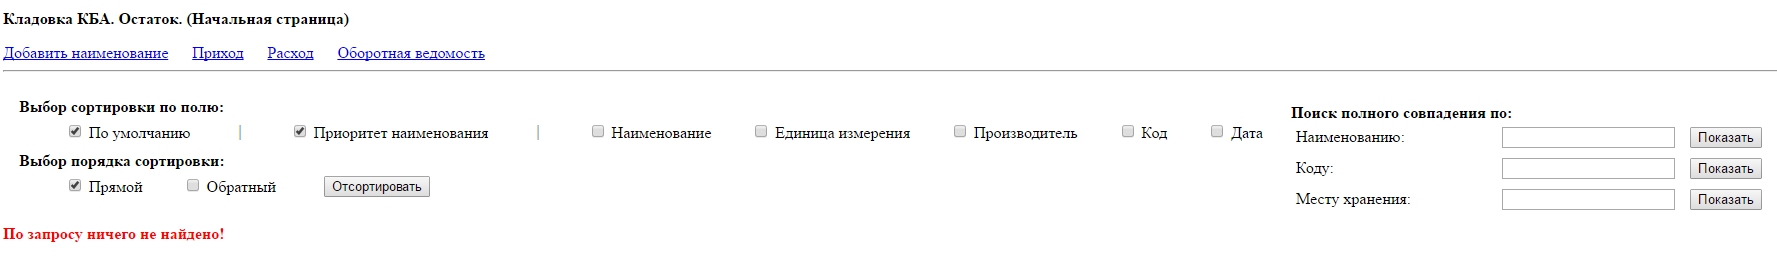 Кладовка КБА. Остаток. (Начальная страница)
Добавить наименование Приход Расход Оборотная ведомость
Выбор сортировки по полю:
По умолчанию | Приоритет наименования | Наименование Единица измерения Производитель Код Дата
Выбор порядка сортировки:
Прямой Обратный Отсортировать
Поиск полного совпадения по:
Наименованию: Показать
Коду: Показать
Месту хранения: Показать
По запросу ничего не найдено!